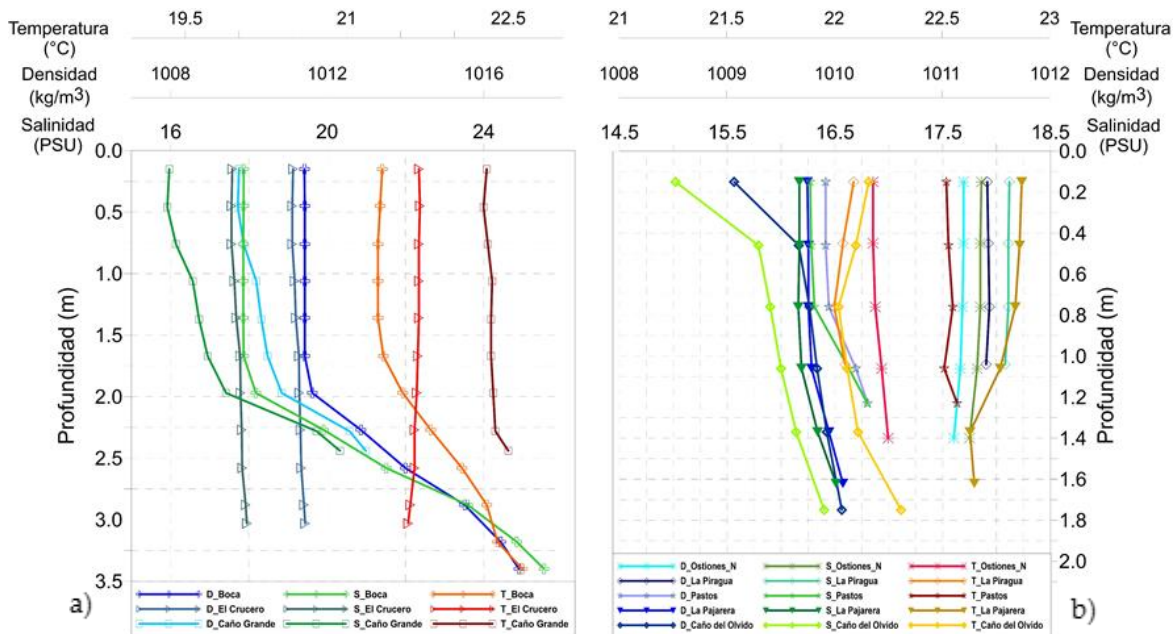 19.5 21 22.5
Temperatura
(°C)
Densidad
(kg/m3)
1008 1012 1016
Salinidad
(PSU)
16 20 24
0.0
0.5
1.0
1.5
2.0
2.5
3.0
3.5
Profundidad (m)
a)
D_Boca S_Boca T_Boca
D_El Crucero S_El Crucero T_El Crucero
D_Caño Grande S_Caño Grande T_Caño Grande
21 21.5 22 22.5 23
Temperatura
(°C)
Densidad
(kg/m3)
1008 1009 1010 1011 1012
Salinidad
(PSU)
14.5 15.5 16.5 17.5 18.5
0.0
0.2
0.4
0.6
0.8
1.0
1.2
1.4
1.6
1.8
2.0
Profundidad (m)
b)
D_Ostiones_N S_Ostiones_N T_Ostiones_N
D_La Piragua S_La Piragua T_La Piragua
D_Pastos S_Pastos T_Pastos
D_La Pajarera S_La Pajarera T_La Pajarera
D_Caño del Olvido S_Caño del Olvido T_Caño del Olvido